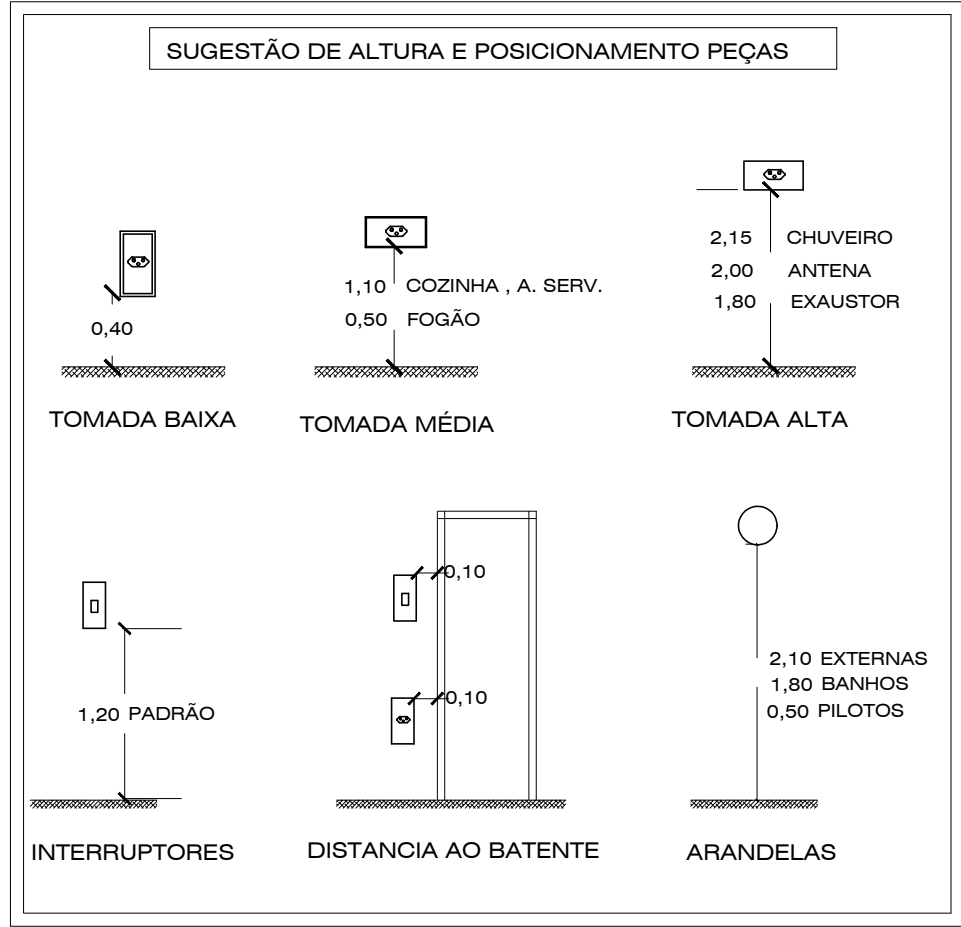 SUGESTÃO DE ALTURA E POSICIONAMENTO PEÇAS
0,40
TOMADA BAIXA
1,10 COZINHA , A. SERV.
0,50 FOGÃO
TOMADA MÉDIA
2,15 CHUVEIRO
2,00 ANTENA
1,80 EXAUSTOR
TOMADA ALTA
1,20 PADRÃO
INTERRUPTORES
0,10
0,10
DISTANCIA AO BATENTE
2,10 EXTERNAS
1,80 BANHOS
0,50 PILOTOS
ARANDELAS